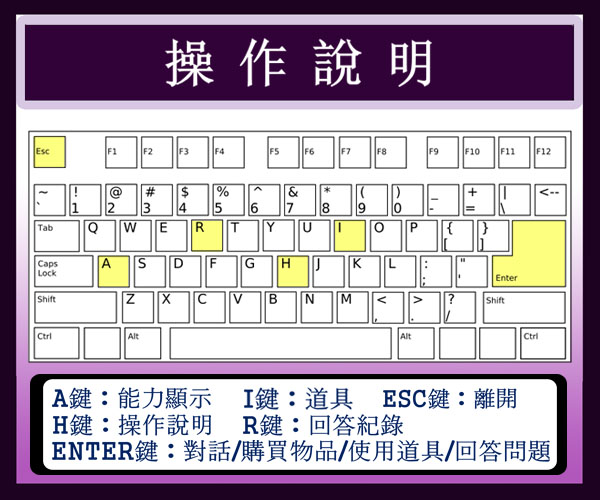 操作說明
Esc F1 F2 F3 F4 F5 F6 F7 F8 F9 F10 F11 F12
~ ! @ # $ % ^ & * ( ) _ + | <--
` 1 2 3 4 5 6 7 8 9 0 - = \
Tab Q W E R T Y U I O P { }
[ ]
Caps Lock A S D F G H J K L : " Enter
; '
Shift Z X C V B N M < > ? Shift
, . /
Ctrl Alt Alt Ctrl
A鍵：能力顯示 I鍵：道具 ESC鍵：離開
H鍵：操作說明 R鍵：回答紀錄
ENTER鍵：對話/購買物品/使用道具/回答問題